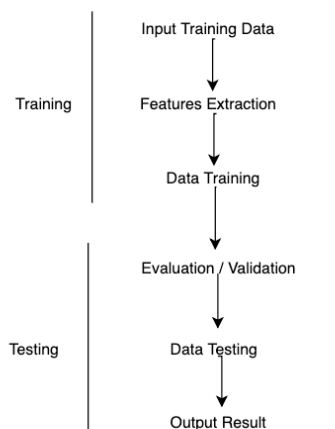 Input Training Data
Training
Features Extraction
Data Training
Evaluation / Validation
Testing
Data Testing
Output Result